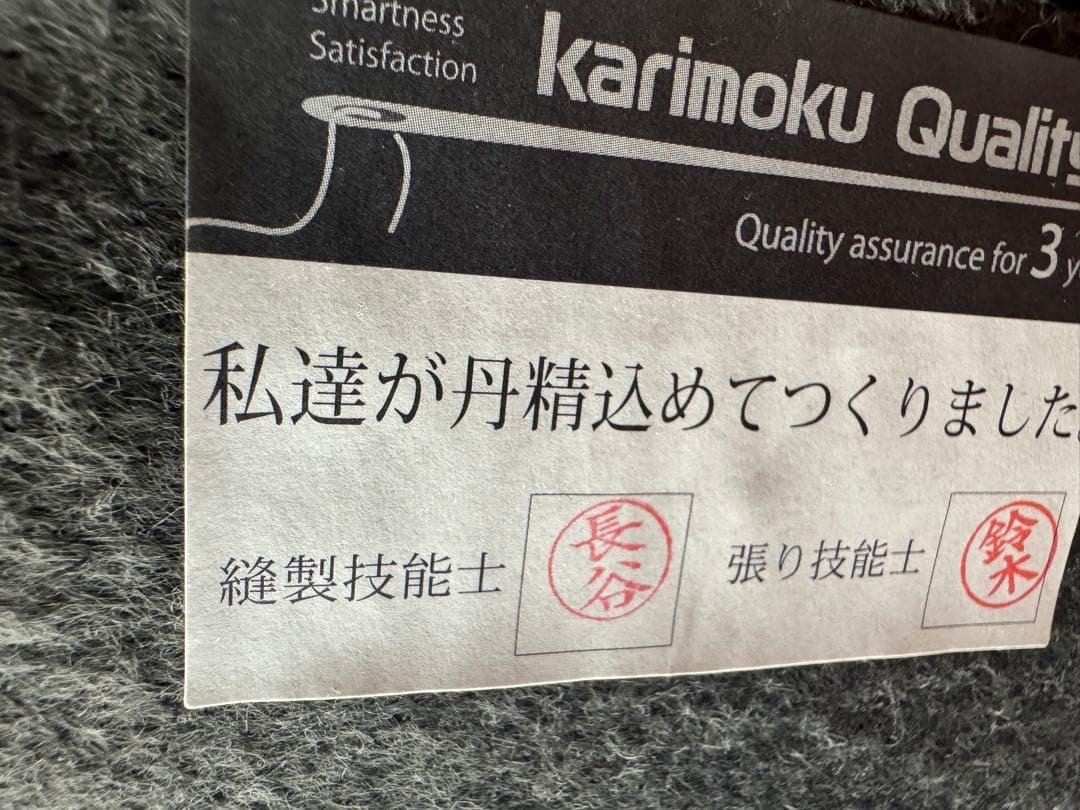 Smartness
Satisfaction
karimoku Quality
Quality assurance for 3 y
私達が丹精込めてつくりました。
縫製技能士 長谷 張り技能士 鈴木